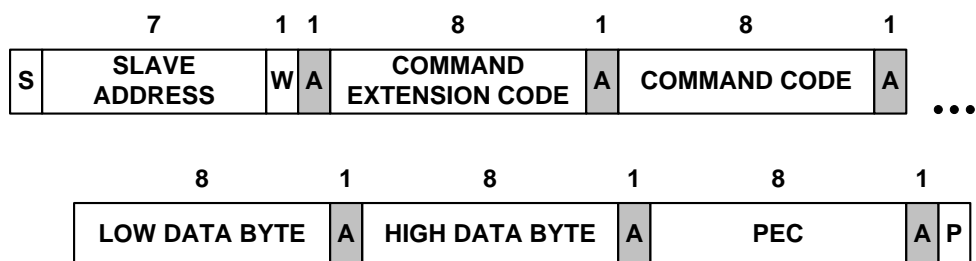 7 1 1 8 1 8 1
S SLAVE ADDRESS W A COMMAND EXTENSION CODE A COMMAND CODE A
...
8 1 8 1 8 1
LOW DATA BYTE A HIGH DATA BYTE A PEC A P